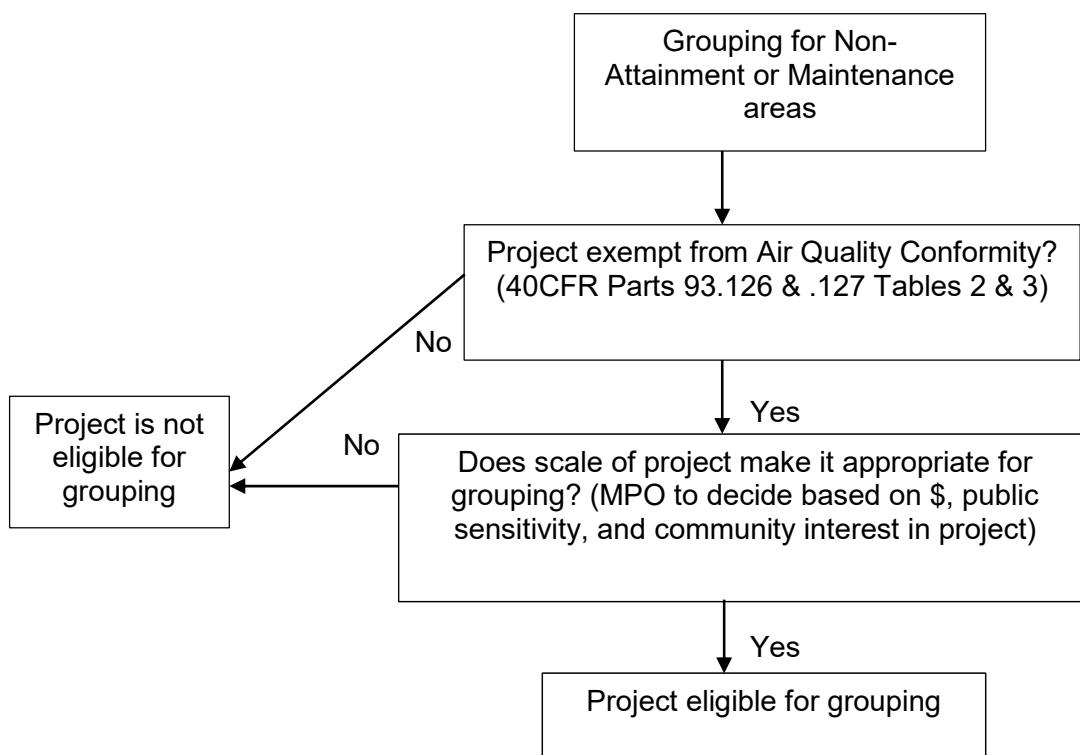 Grouping for Non-
Attainment or Maintenance
areas
Project exempt from Air Quality Conformity?
(40CFR Parts 93.126 & .127 Tables 2 & 3)
No
Yes
Project is not
eligible for
grouping
No
Does scale of project make it appropriate for
grouping? (MPO to decide based on $, public
sensitivity, and community interest in project)
Yes
Project eligible for grouping